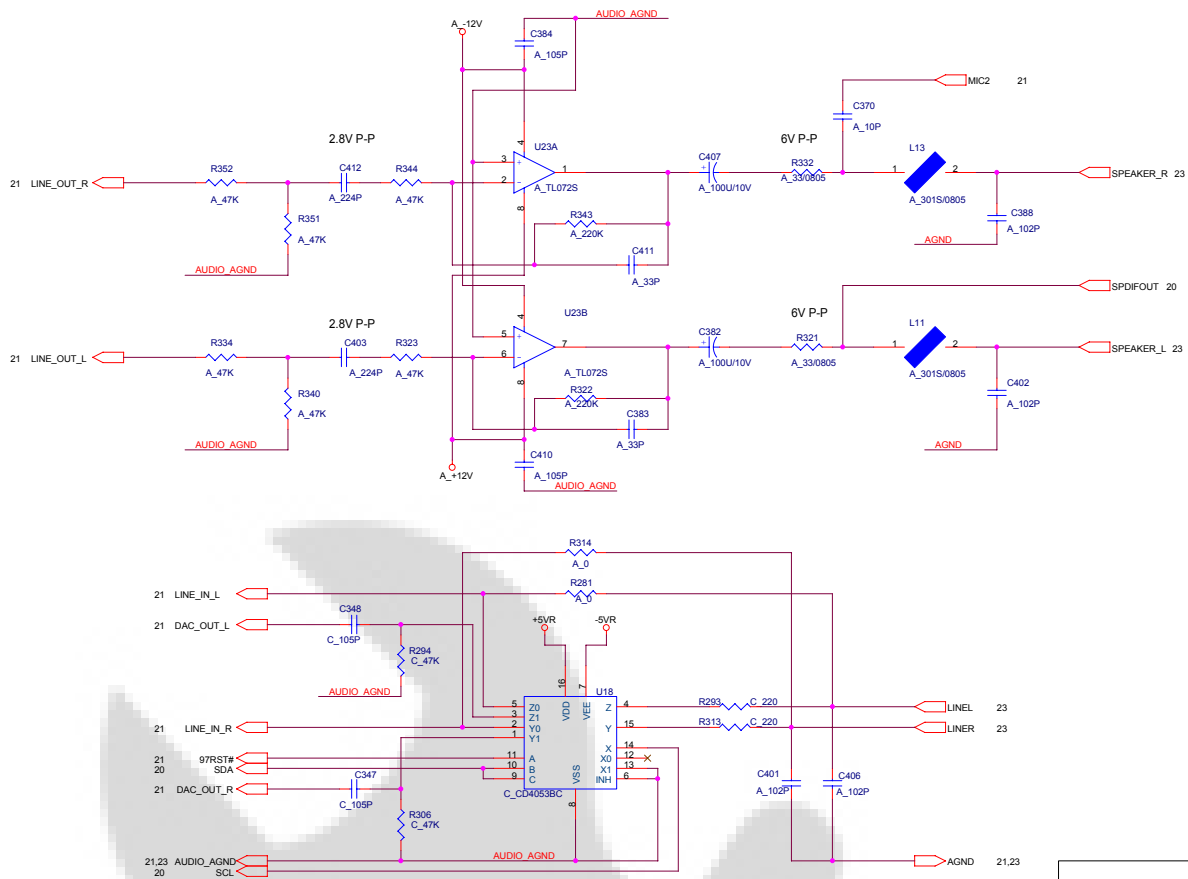 AUDIO_AGND
A_-12V
C384
A_105P
MIC2 21
C370
A_10P
2.8V P-P
U23A
6V P-P
4
R352
C412
R344
3
+
1
C407
R332
L13
21 LINE_OUT_R
2
-
+
1
2
SPEAKER_R 23
A_47K
A_224P
A_47K
A_TL072S
A_100U/10V
A_33/0805
A_301S/0805
8
R351
A_47K
R343
A_220K
C388
A_102P
AGND
C411
AUDIO_AGND
A_33P
SPDIFOUT 20
2.8V P-P
U23B
6V P-P
4
R334
C403
R323
5
+
7
C382
R321
L11
21 LINE_OUT_L
6
-
+
1
2
SPEAKER_L 23
A_47K
A_224P
A_47K
A_TL072S
A_100U/10V
A_33/0805
A_301S/0805
8
R340
A_47K
R322
A_220K
C402
A_102P
C383
AUDIO_AGND
A_33P
AGND
C410
A_+12V
A_105P
AUDIO_AGND
R314
A_0
R281
A_0
21 LINE_IN_L
C348
21 DAC_OUT_L
C_105P
+5VR
-5VR
R294
C_47K
AUDIO_AGND
16
7
U18
5
Z0
VDD
VEE
Z
4
R293
C_220
LINEL 23
3
Z1
21 LINE_IN_R
2
Y0
Y
15
R313
C_220
LINER 23
1
Y1
X
14
21 97RST#
11
A
X0
12
20 SDA
10
B
X1
13
C347
9
C
VSS
INH
6
C401
C406
21 DAC_OUT_R
C_105P
C_CD4053BC
A_102P
A_102P
8
R306
C_47K
21,23 AUDIO_AGND
AUDIO_AGND
AGND 21,23
20 SCL